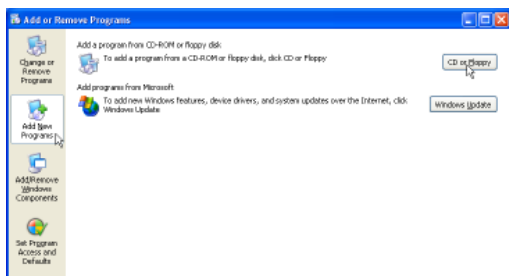 Add or Remove Programs
Change or
Remove
Programs
Add New
Programs
Add/Remove
Windows
Components
Set Program
Access and
Defaults
Add a program from CD-ROM or floppy disk
To add a program from a CD-ROM or floppy disk, click CD or Floppy
CD or Floppy
Add programs from Microsoft
To add new Windows features, device drivers, and system updates over the Internet, click
Windows Update
Windows Update